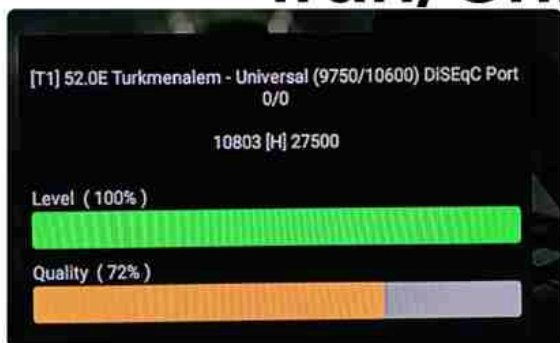 [T1] 52.0E Turkmenalem - Universal (9750/10600) DiSEqC Port
0/0
10803 [H] 27500
Level ( 100% )
Quality ( 72% )